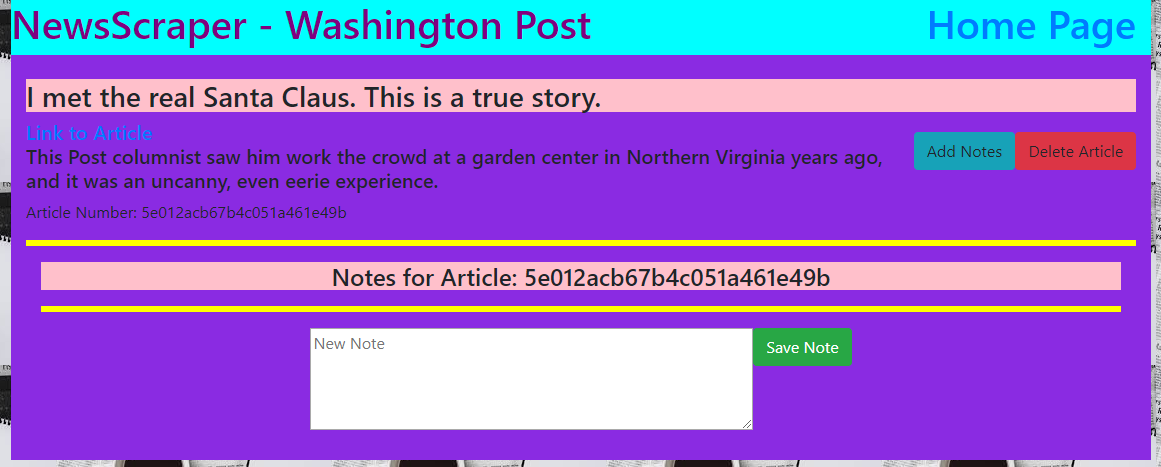 NewsScraper - Washington Post
Home Page
I met the real Santa Claus. This is a true story.
Link to Article
Add Notes
Delete Article
This Post columnist saw him work the crowd at a garden center in Northern Virginia years ago,
and it was an uncanny, even eerie experience.
Article Number: 5e012acb67b4c051a461e49b
Notes for Article: 5e012acb67b4c051a461e49b
New Note
Save Note